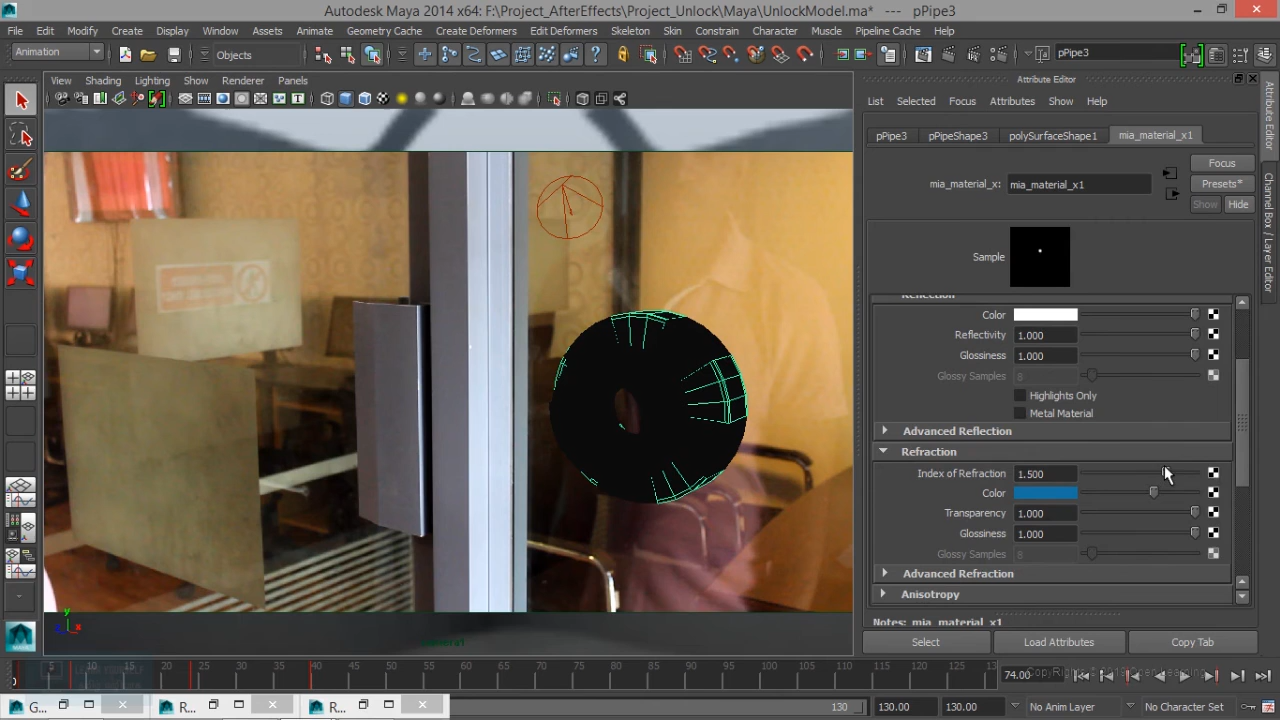 Autodesk Maya 2014 x64: F:\Project_AfterEffects\Project_Unlock\Maya\UnlockModel.ma* --- pPipe3
File Edit Modify Create Display Window Assets Animate Geometry Cache Create Deformers Edit Deformers Skeleton Skin Constrain Character Muscle Pipeline Cache Help
Animation Objects pPipe3
View Shading Lighting Show Renderer Panels
Attribute Editor
List Selected Focus Attributes Show Help
pPipe3 pPipeShape3 polySurfaceShape1 mia_material_x1
Focus
mia_material_x: mia_material_x1
Presets*
Show Hide
Sample
Reflection
Color
Reflectivity 1.000
Glossiness 1.000
Glossy Samples 8
Highlights Only
Metal Material
Advanced Reflection
Refraction
Index of Refraction 1.500
Color
Transparency 1.000
Glossiness 1.000
Glossy Samples 8
Advanced Refraction
Anisotropy
Notes: mia_material_x1
Select Load Attributes Copy Tab
Attribute Editor
Channel Box / Layer Editor
y
x
camera1
5 10 15 20 25 30 35 40 45 50 55 60 65 70 75 80 85 90 95 100 105 110 115 120 125 13
74.00
G... R... R...
130 130.00 130.00 No Anim Layer No Character Set